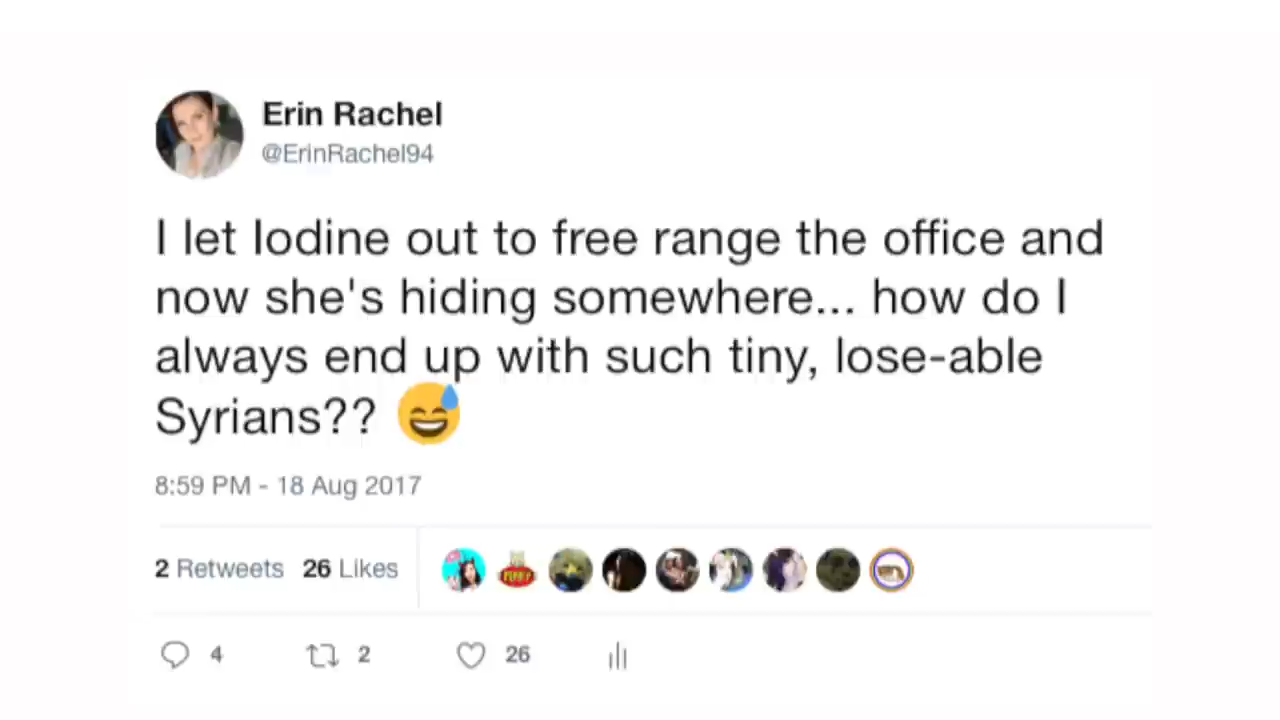 Erin Rachel
@ErinRachel94
I let Iodine out to free range the office and
now she's hiding somewhere... how do I
always end up with such tiny, lose-able
Syrians?? 😅
8:59 PM - 18 Aug 2017
2 Retweets 26 Likes
4 2 26